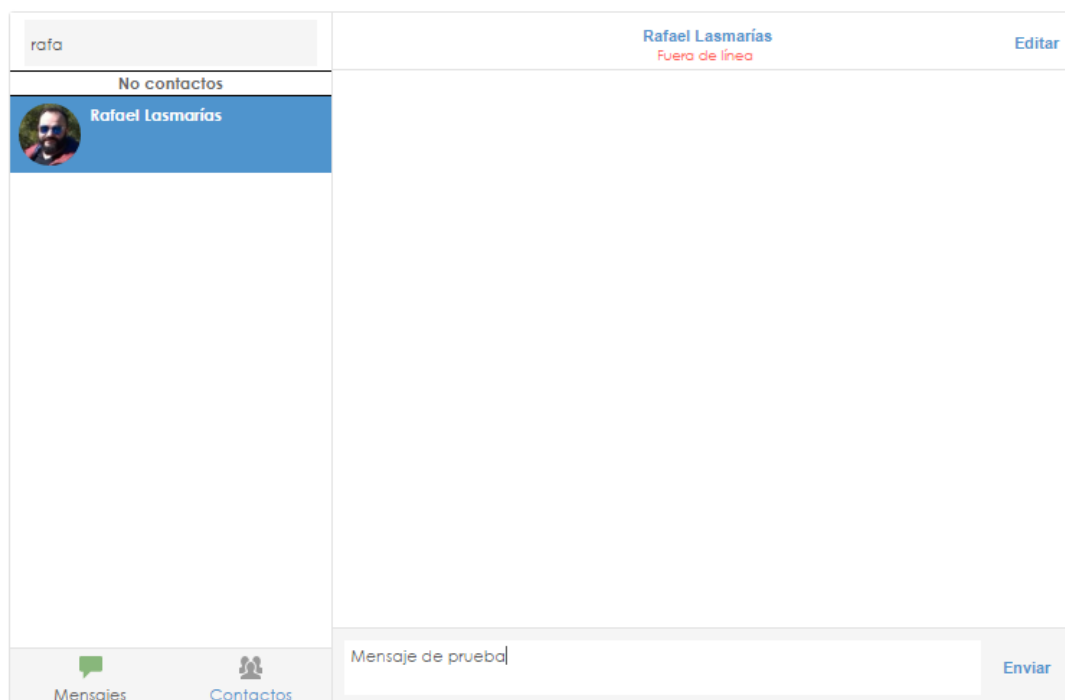 rafa
No contactos
Rafael Lasmarías
Rafael Lasmarías
Fuera de línea
Editar
Mensaje de prueba
Enviar
Mensajes
Contactos